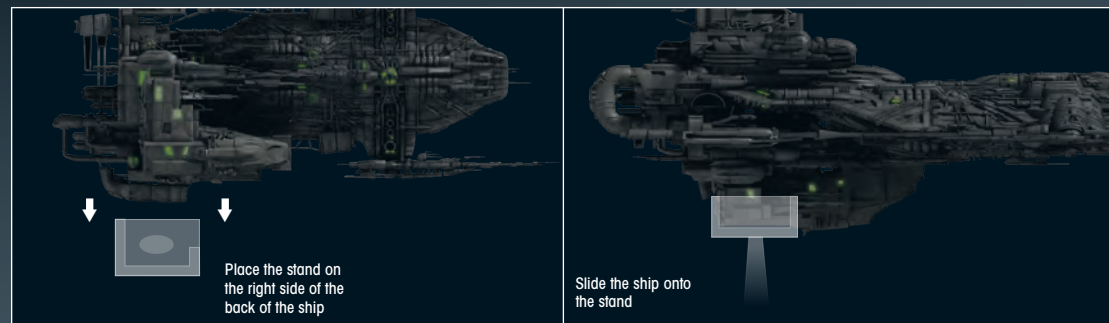 Place the stand on
the right side of the
back of the ship
Slide the ship onto
the stand